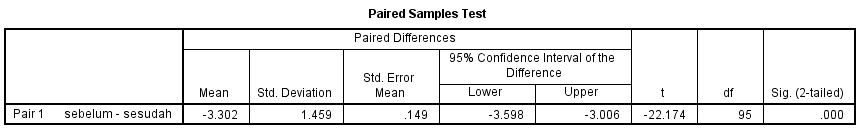 Paired Samples Test
Paired Differences
95% Confidence Interval of the Difference
Mean Std. Deviation Std. Error Mean Lower Upper t df Sig. (2-tailed)
Pair 1 sebelum - sesudah -3.302 1.459 .149 -3.598 -3.006 -22.174 95 .000